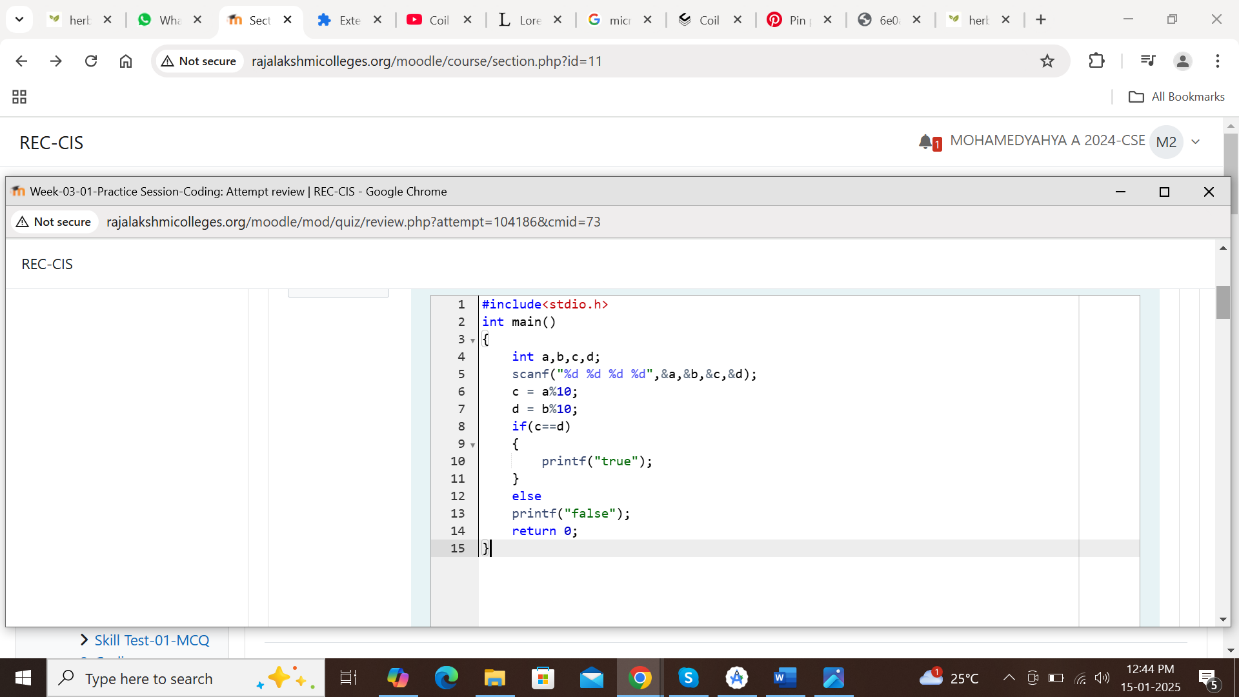 herl
Wha
Sect
Exte
Coil
Lore
micr
Coil
Pin
6e0
herl
Not secure
rajalakshmicolleges.org/moodle/course/section.php?id=11
All Bookmarks
REC-CIS
1
MOHAMEDYAHYA A 2024-CSE
M2
Week-03-01-Practice Session-Coding: Attempt review | REC-CIS - Google Chrome
Not secure
rajalakshmicolleges.org/moodle/mod/quiz/review.php?attempt=104186&cmid=73
REC-CIS
1 #include<stdio.h>
2 int main()
3 {
4 int a,b,c,d;
5 scanf("%d %d %d %d",&a,&b,&c,&d);
6 c = a%10;
7 d = b%10;
8 if(c==d)
9 {
10 printf("true");
11 }
12 else
13 printf("false");
14 return 0;
15 }
Skill Test-01-MCQ
Type here to search
1
25°C
12:44 PM
15-01-2025
5